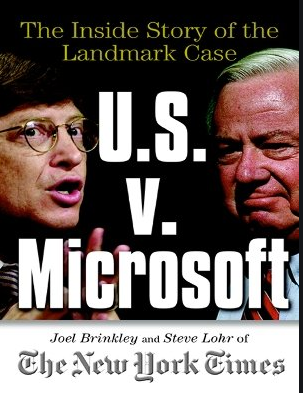 The Inside Story of the
Landmark Case
U.S.
v.
Microsoft
Joel Brinkley and Steve Lohr of
The New York Times